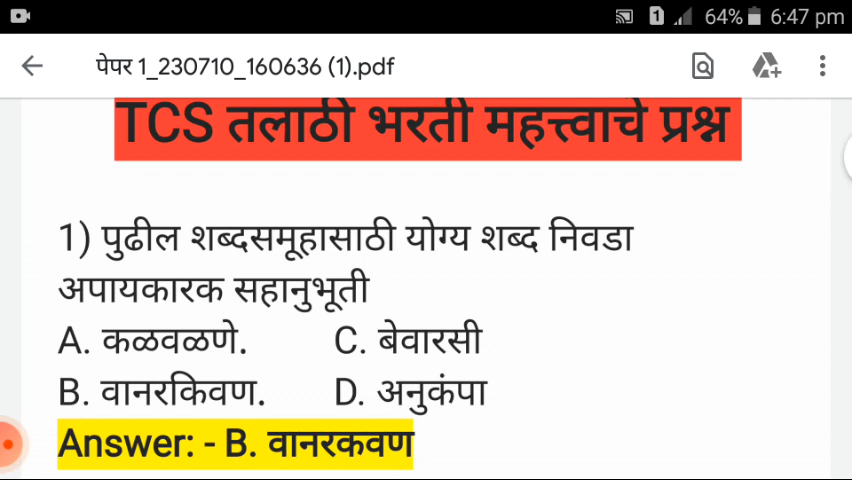 1 64% 6:47 pm
पेपर 1_230710_160636 (1).pdf
TCS तलाठी भरती महत्त्वाचे प्रश्न
1) पुढील शब्दसमूहासाठी योग्य शब्द निवडा
अपायकारक सहानुभूती
A. कळवळणे. C. बेवारसी
B. वानरकिवण. D. अनुकंपा
Answer: - B. वानरकवण